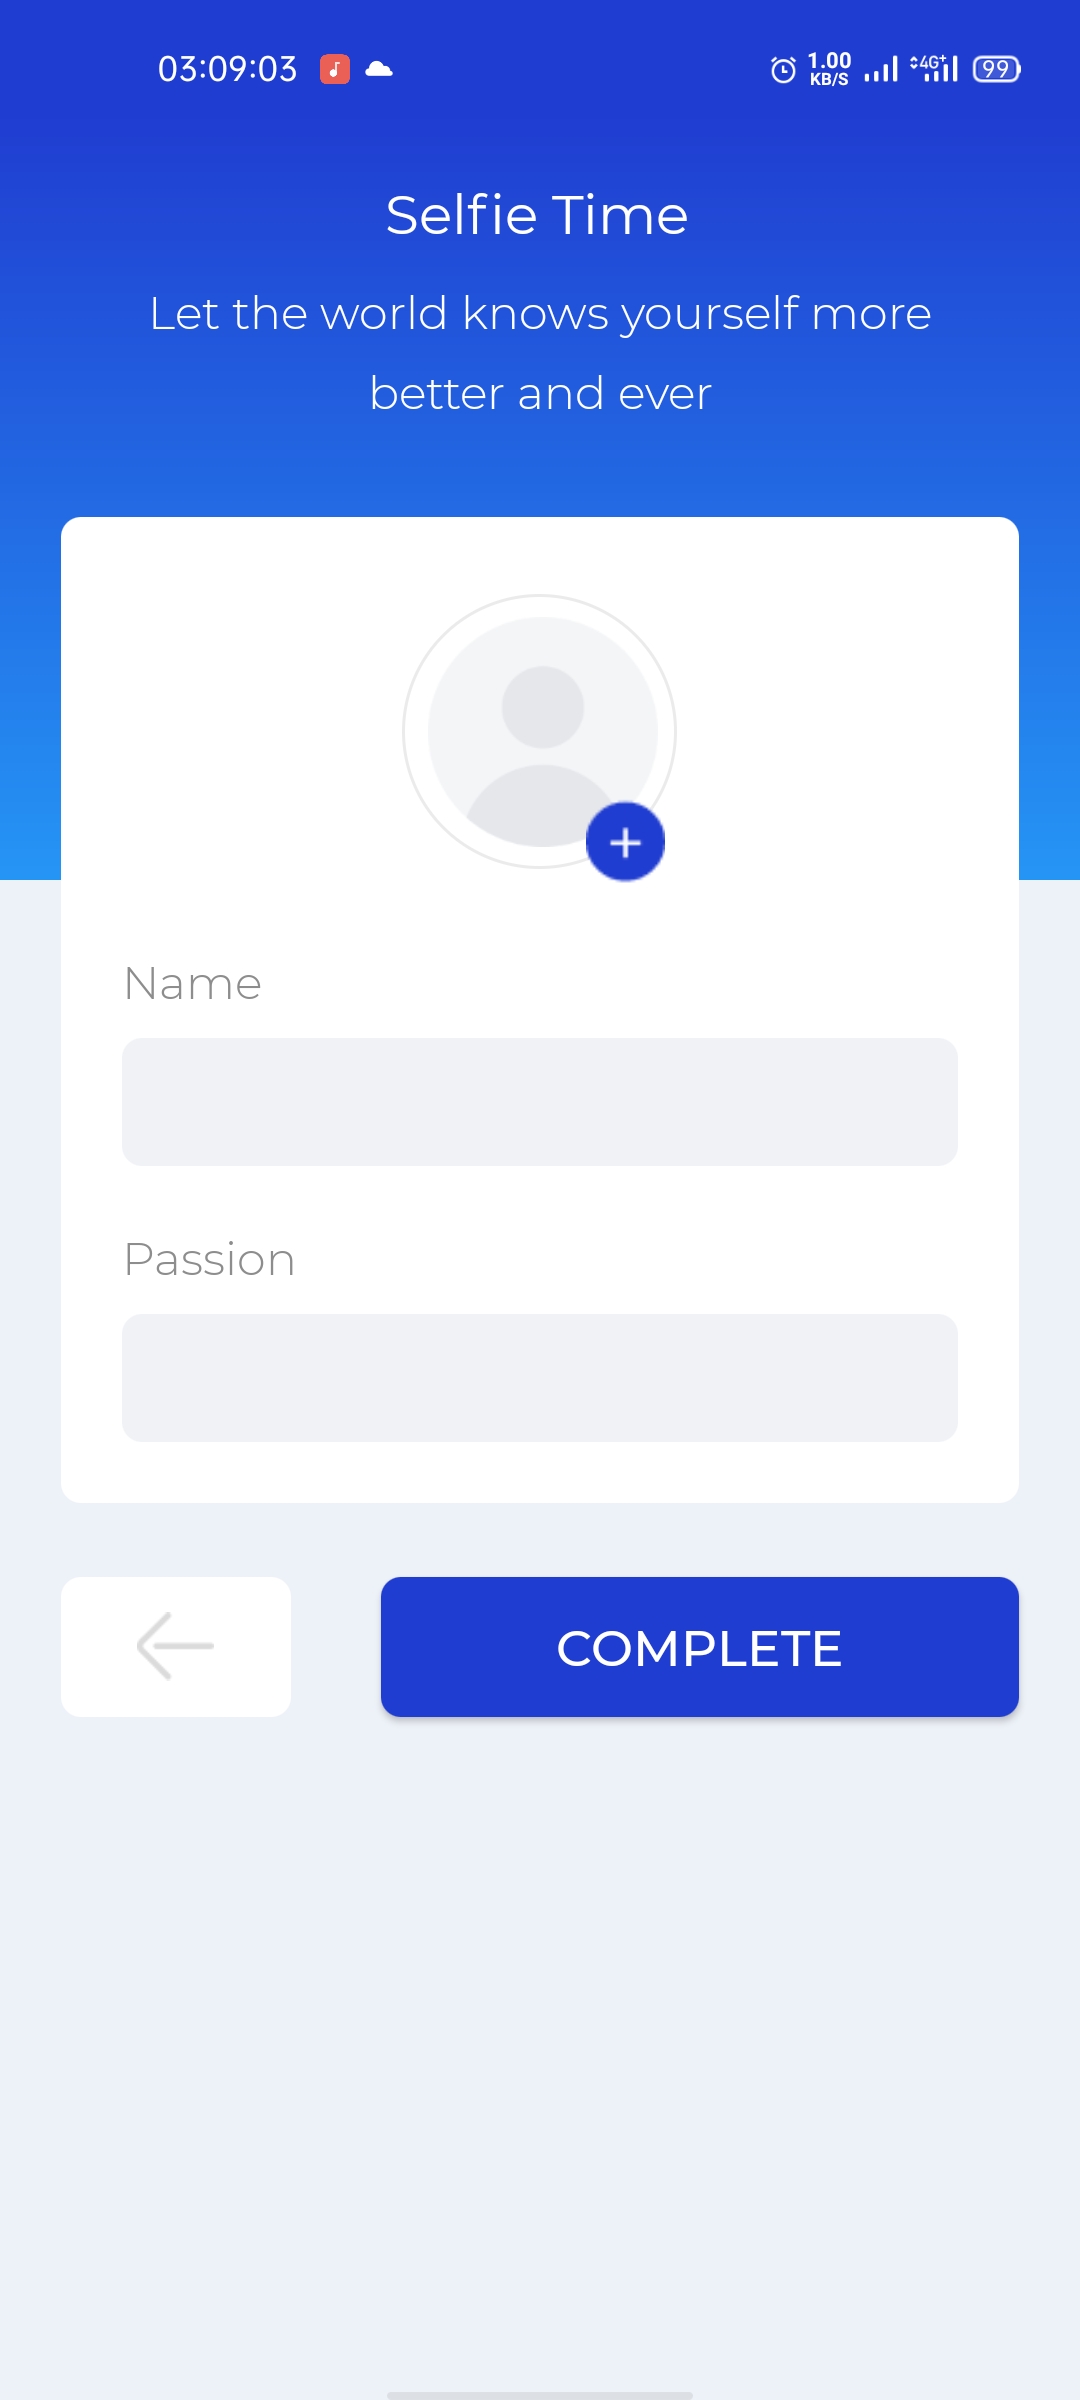 03:09:03 1.00 KB/S 4G+ 99
Selfie Time
Let the world knows yourself more
better and ever
Name
Passion
COMPLETE